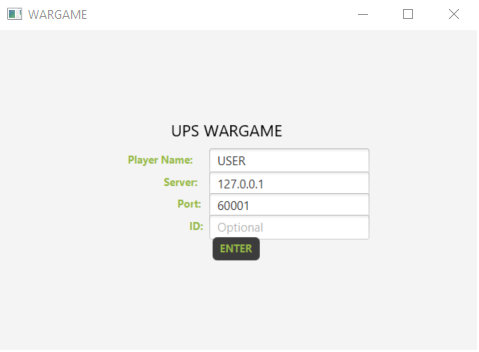 WARGAME
UPS WARGAME
Player Name: USER
Server: 127.0.0.1
Port: 60001
ID: Optional
ENTER